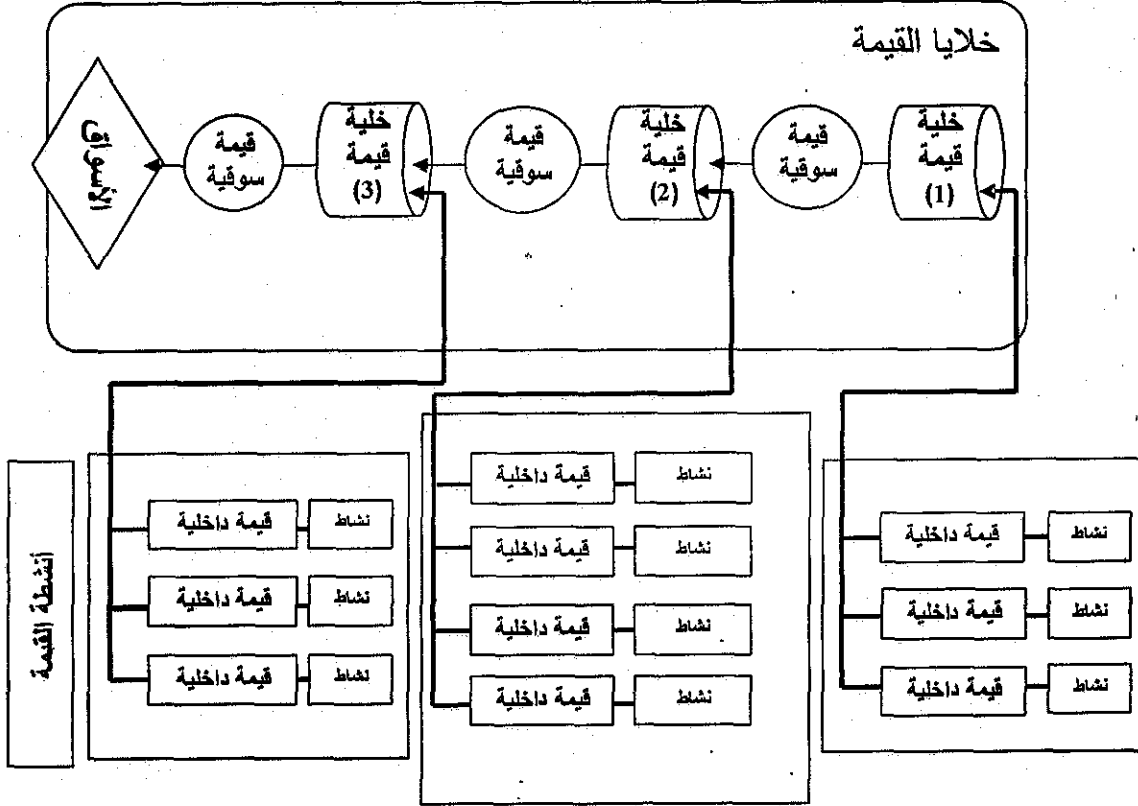 خلايا القيمة
خلية
قيمة
(1)
قيمة
سوقية
خلية
قيمة
(2)
قيمة
سوقية
خلية
قيمة
(3)
قيمة
سوقية
الأسواق
نشاط
قيمة داخلية
نشاط
قيمة داخلية
نشاط
قيمة داخلية
نشاط
قيمة داخلية
نشاط
قيمة داخلية
نشاط
قيمة داخلية
نشاط
قيمة داخلية
نشاط
قيمة داخلية
نشاط
قيمة داخلية
نشاط
قيمة داخلية
أنشطة القيمة